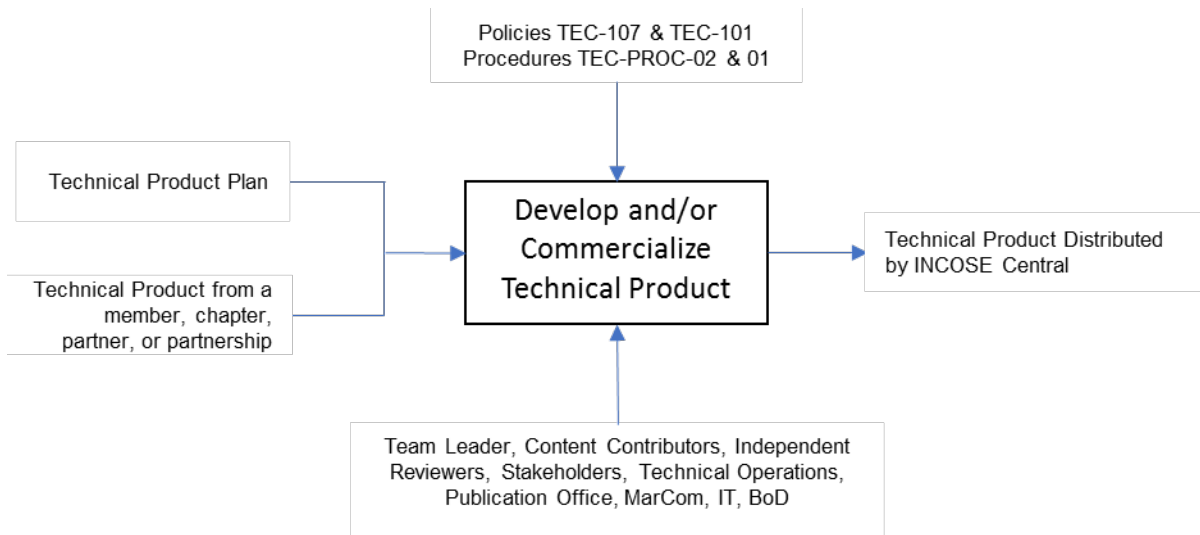 Policies TEC-107 & TEC-101
Procedures TEC-PROC-02 & 01
Technical Product Plan
Technical Product from a
member, chapter,
partner, or partnership
Develop and/or
Commercialize
Technical Product
Technical Product Distributed
by INCOSE Central
Team Leader, Content Contributors, Independent
Reviewers, Stakeholders, Technical Operations,
Publication Office, MarCom, IT, BoD